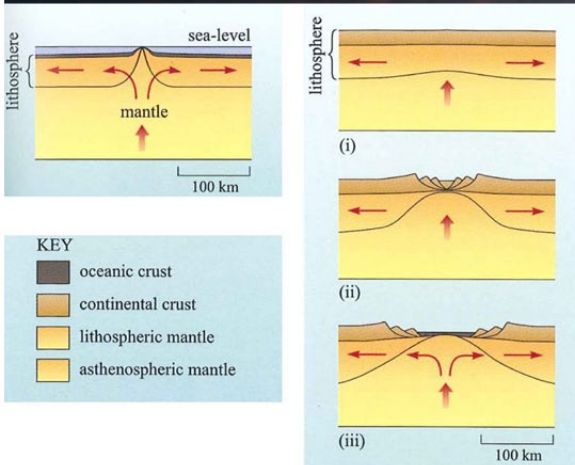 sea-level
lithosphere
mantle
100 km
KEY
oceanic crust
continental crust
lithospheric mantle
asthenospheric mantle
lithosphere
(i)
(ii)
(iii)
100 km